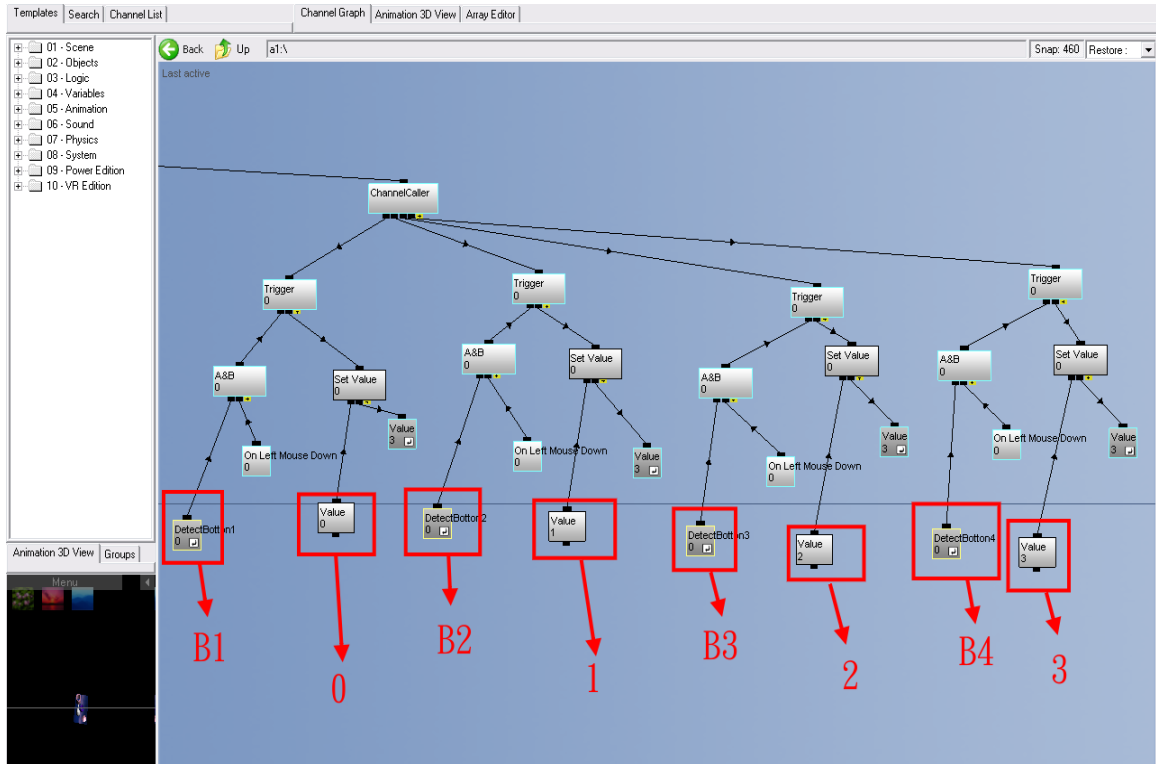 Templates Search Channel List
Channel Graph Animation 3D View Array Editor
Back Up a1:\ Snap: 460 Restore :
01 - Scene
02 - Objects
03 - Logic
04 - Variables
05 - Animation
06 - Sound
07 - Physics
08 - System
09 - Power Edition
10 - VR Edition
Last active
ChannelCaller
Trigger
0
Trigger
0
Trigger
0
Trigger
0
A&B
0
Set Value
0
A&B
0
Set Value
0
A&B
0
Set Value
0
A&B
0
Set Value
0
Value
3
On Left Mouse Down
0
Value
3
On Left Mouse Down
0
Value
3
On Left Mouse Down
0
Value
3
On Left Mouse Down
0
DetectBotton1
0
Value
0
DetectBotton2
0
Value
1
DetectBotton3
0
Value
2
DetectBotton4
0
Value
3
B1
0
B2
1
B3
2
B4
3
Animation 3D View Groups
Menu